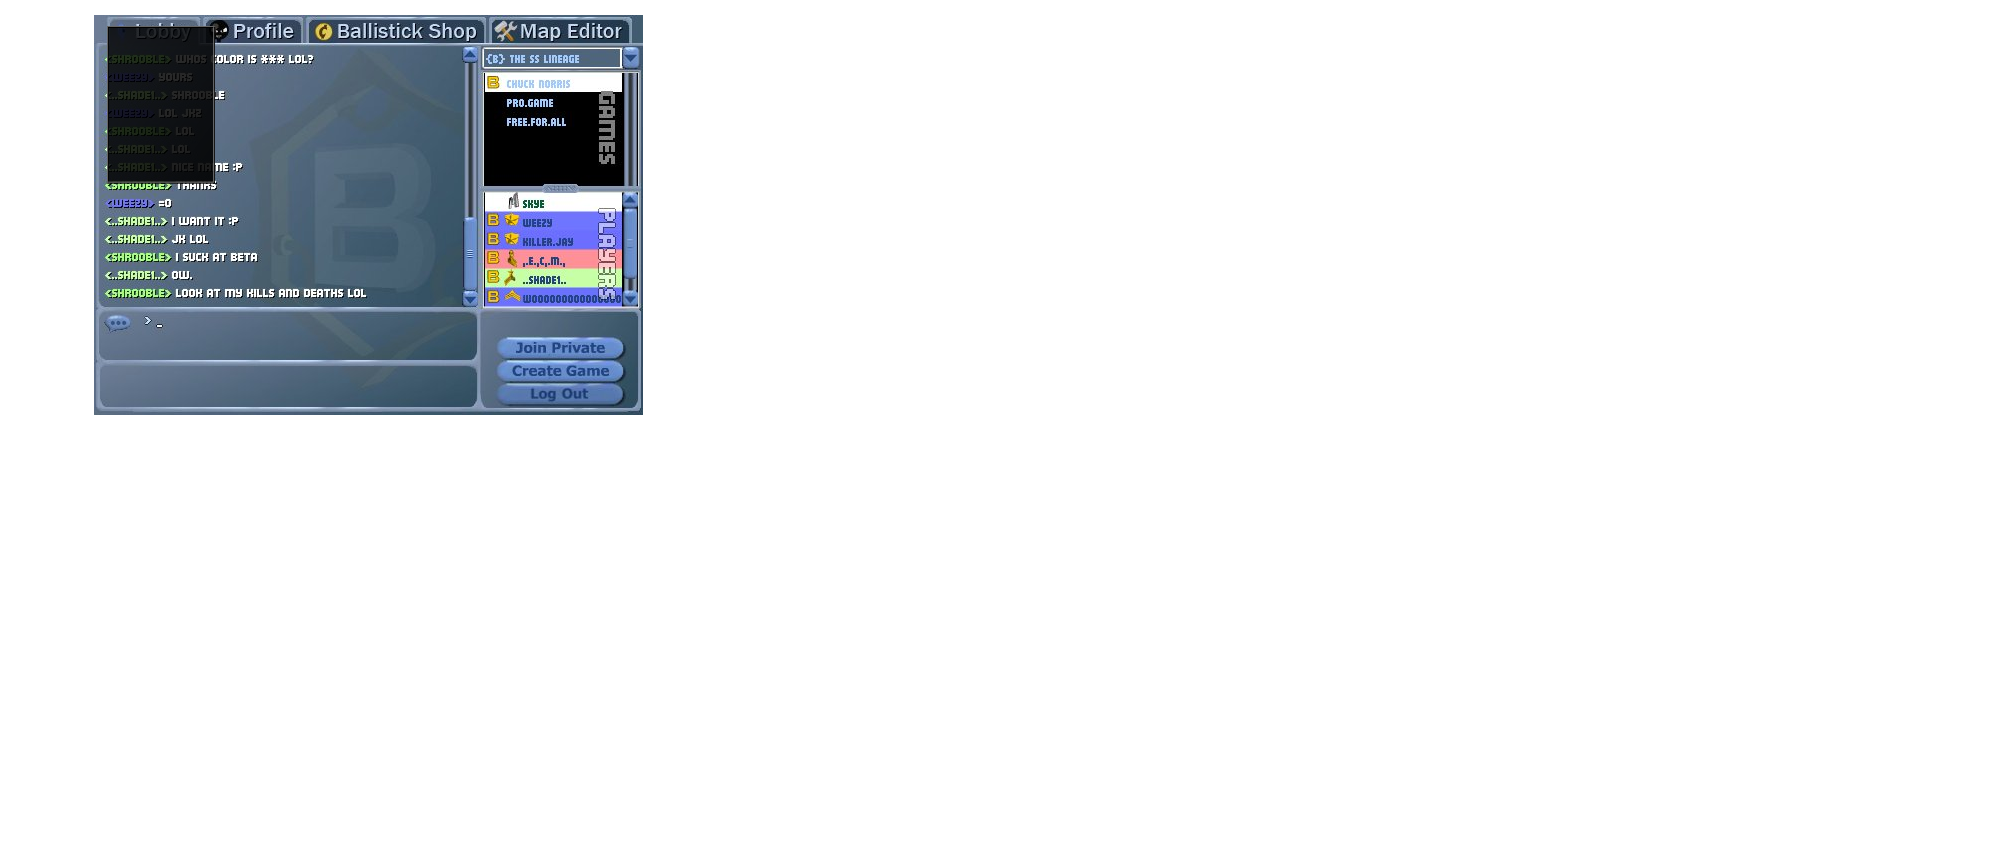 Lobby
Profile
Ballistick Shop
Map Editor
<SHROOBLE> WHOS COLOR IS *** LOL?
<WEEZY> YOURS
<..SHADE1..> SHROOBLE
<WEEZY> LOL JKZ
<SHROOBLE> LOL
<..SHADE1..> LOL
<..SHADE1..> NICE NAME :P
<SHROOBLE> THANKS
<WEEZY> =O
<..SHADE1..> I WANT IT :P
<..SHADE1..> JK LOL
<SHROOBLE> I SUCK AT BETA
<..SHADE1..> OW.
<SHROOBLE> LOOK AT MY KILLS AND DEATHS LOL
> _
{B} THE SS LINEAGE
B CHUCK NORRIS
PRO.GAME
FREE.FOR.ALL
GAMES
SKYE
B WEEZY
B KILLER.JAY
B ,.E.,C,.M.,
B ..SHADE1..
B
PLAYERS
Join Private
Create Game
Log Out